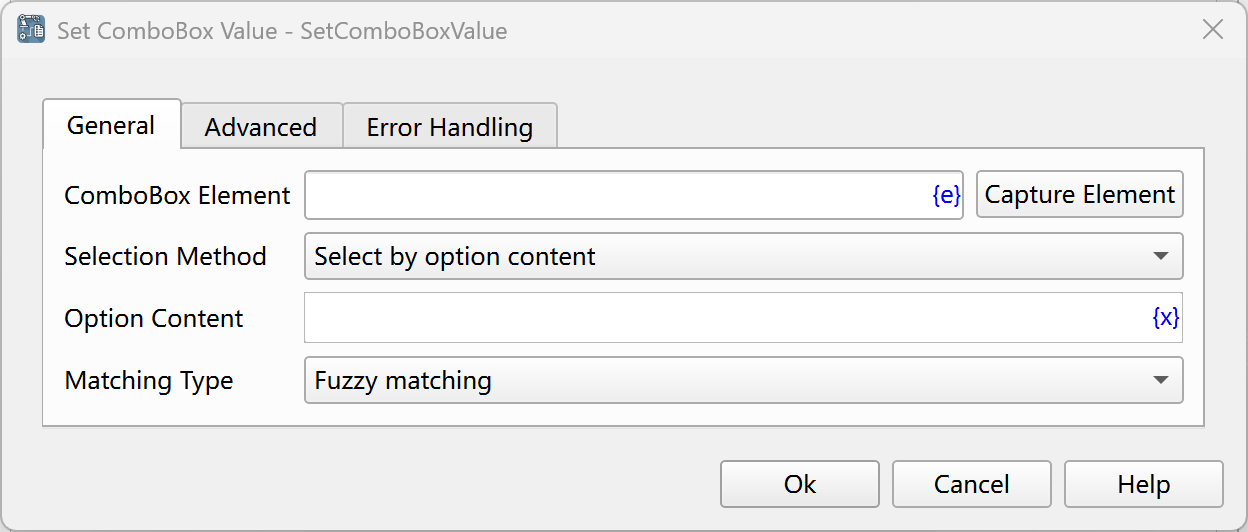 Set ComboBox Value - SetComboBoxValue
General Advanced Error Handling
ComboBox Element {e} Capture Element
Selection Method Select by option content
Option Content {x}
Matching Type Fuzzy matching
Ok Cancel Help